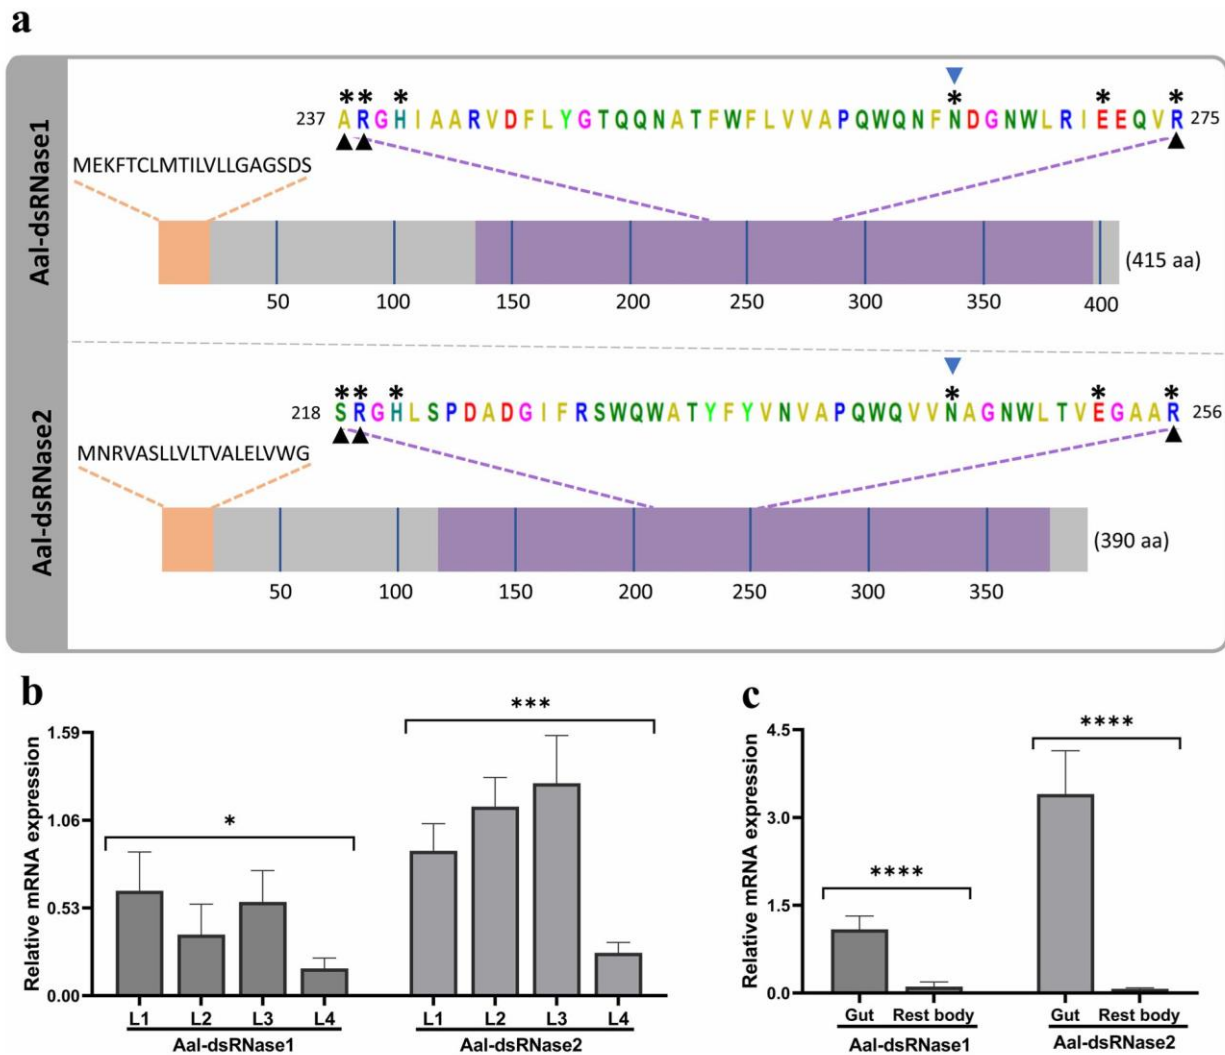 a
Aal-dsRNase1
* * * * * *
237 ARGHIAARVDFLYGTQQNATFWFLVVAPQWQNFNDGNWLRIEEQVR 275
MEKFTCLMTILVLLGAGSDS
(415 aa)
50 100 150 200 250 300 350 400
Aal-dsRNase2
* * * * * *
218 SRGHLSPDADGIFRSWQWATYFYVNVAPQWQVVNAGNWLTVEGAAR 256
MNRVASLLVLTVALELVWG
(390 aa)
50 100 150 200 250 300 350
b
Relative mRNA expression
1.59
1.06
0.53
0.00
*
***
L1 L2 L3 L4 L1 L2 L3 L4
Aal-dsRNase1 Aal-dsRNase2
c
Relative mRNA expression
4.5
3.0
1.5
0.0
****
****
Gut Rest body Gut Rest body
Aal-dsRNase1 Aal-dsRNase2